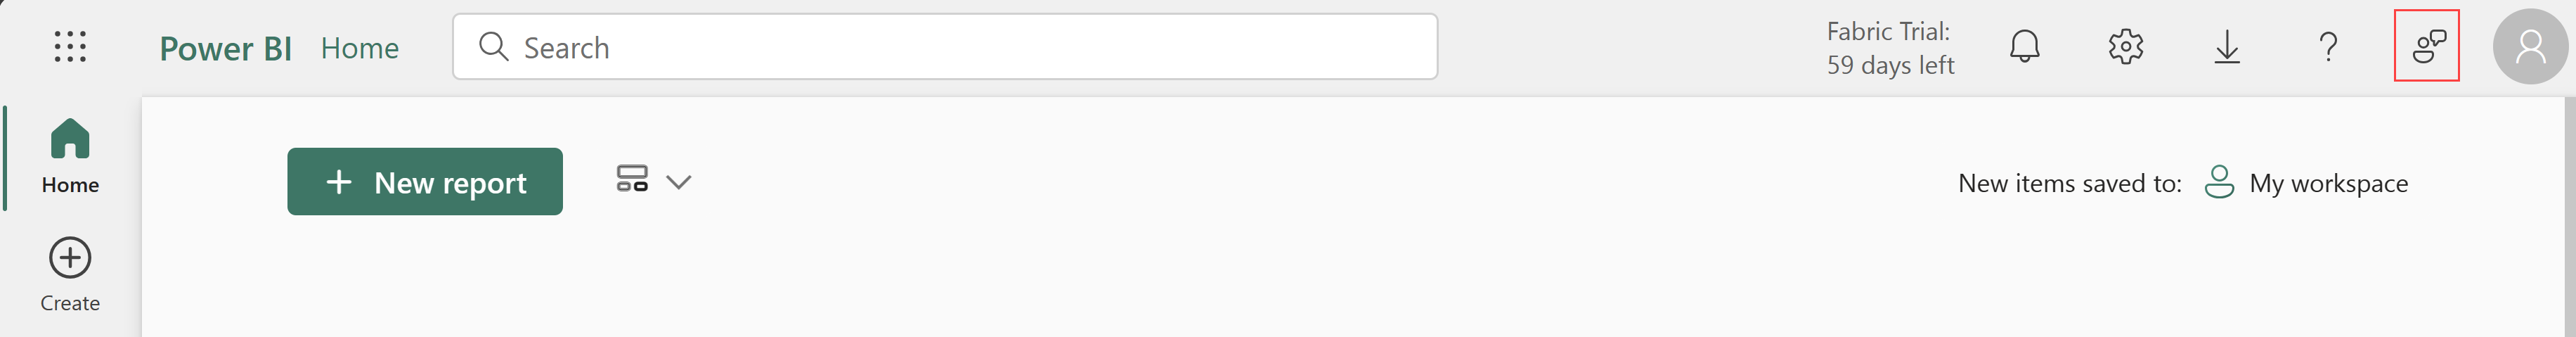 Power BI Home
Search
Fabric Trial:
59 days left
Home
New report
New items saved to: My workspace
Create